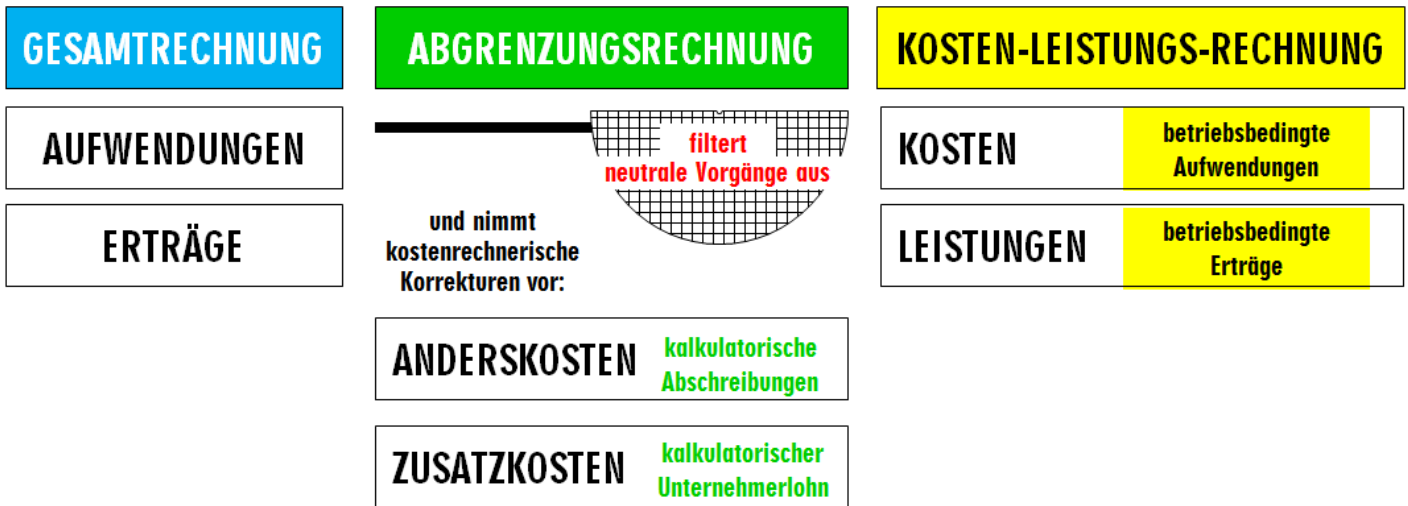 GESAMTRECHNUNG
AUFWENDUNGEN
ERTRÄGE
ABGRENZUNGSRECHNUNG
filtert
neutrale Vorgänge aus
und nimmt
kostenrechnerische
Korrekturen vor:
ANDERSKOSTEN
kalkulatorische
Abschreibungen
ZUSATZKOSTEN
kalkulatorischer
Unternehmerlohn
KOSTEN-LEISTUNGS-RECHNUNG
KOSTEN
betriebsbedingte
Aufwendungen
LEISTUNGEN
betriebsbedingte
Erträge